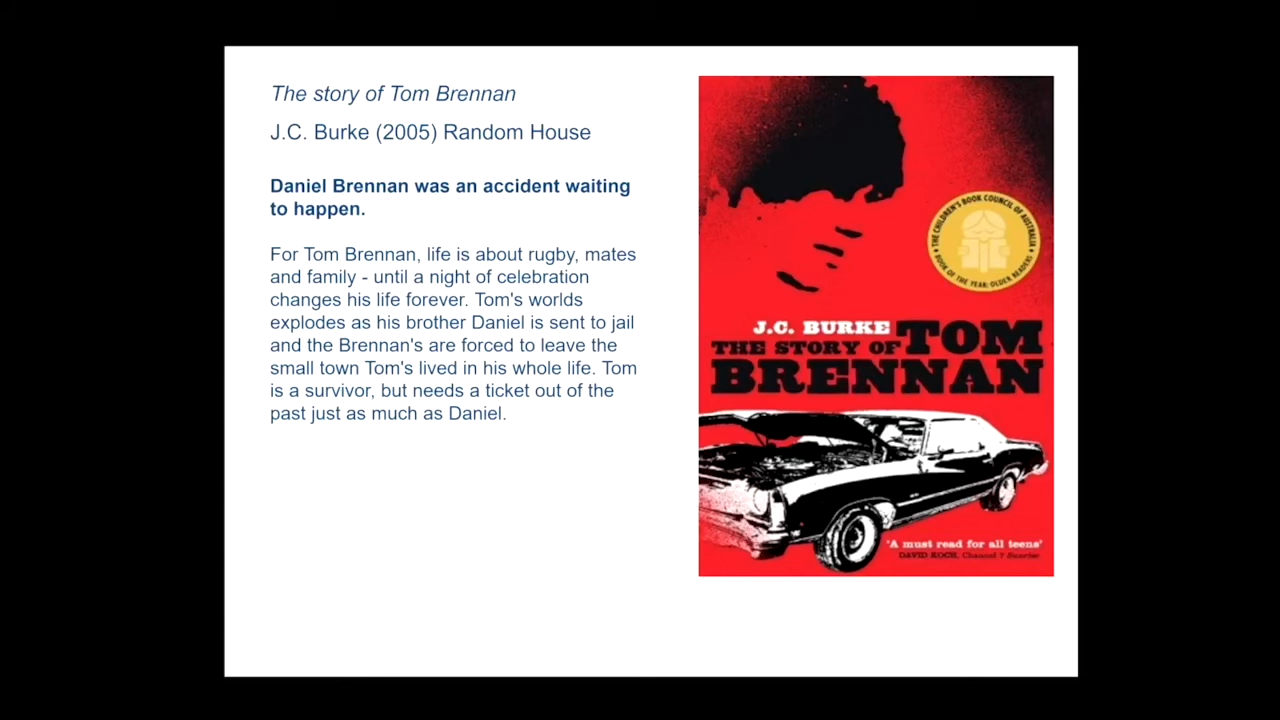 The story of Tom Brennan
J.C. Burke (2005) Random House
Daniel Brennan was an accident waiting
to happen.
For Tom Brennan, life is about rugby, mates
and family - until a night of celebration
changes his life forever. Tom's worlds
explodes as his brother Daniel is sent to jail
and the Brennan's are forced to leave the
small town Tom's lived in his whole life. Tom
is a survivor, but needs a ticket out of the
past just as much as Daniel.
THE CHILDREN'S BOOK COUNCIL OF AUSTRALIA
BOOK OF THE YEAR: OLDER READERS
J.C. BURKE
THE STORY OF TOM
BRENNAN
'A must read for all teens'
DAVID KOCH, Channel 7 Sunrise